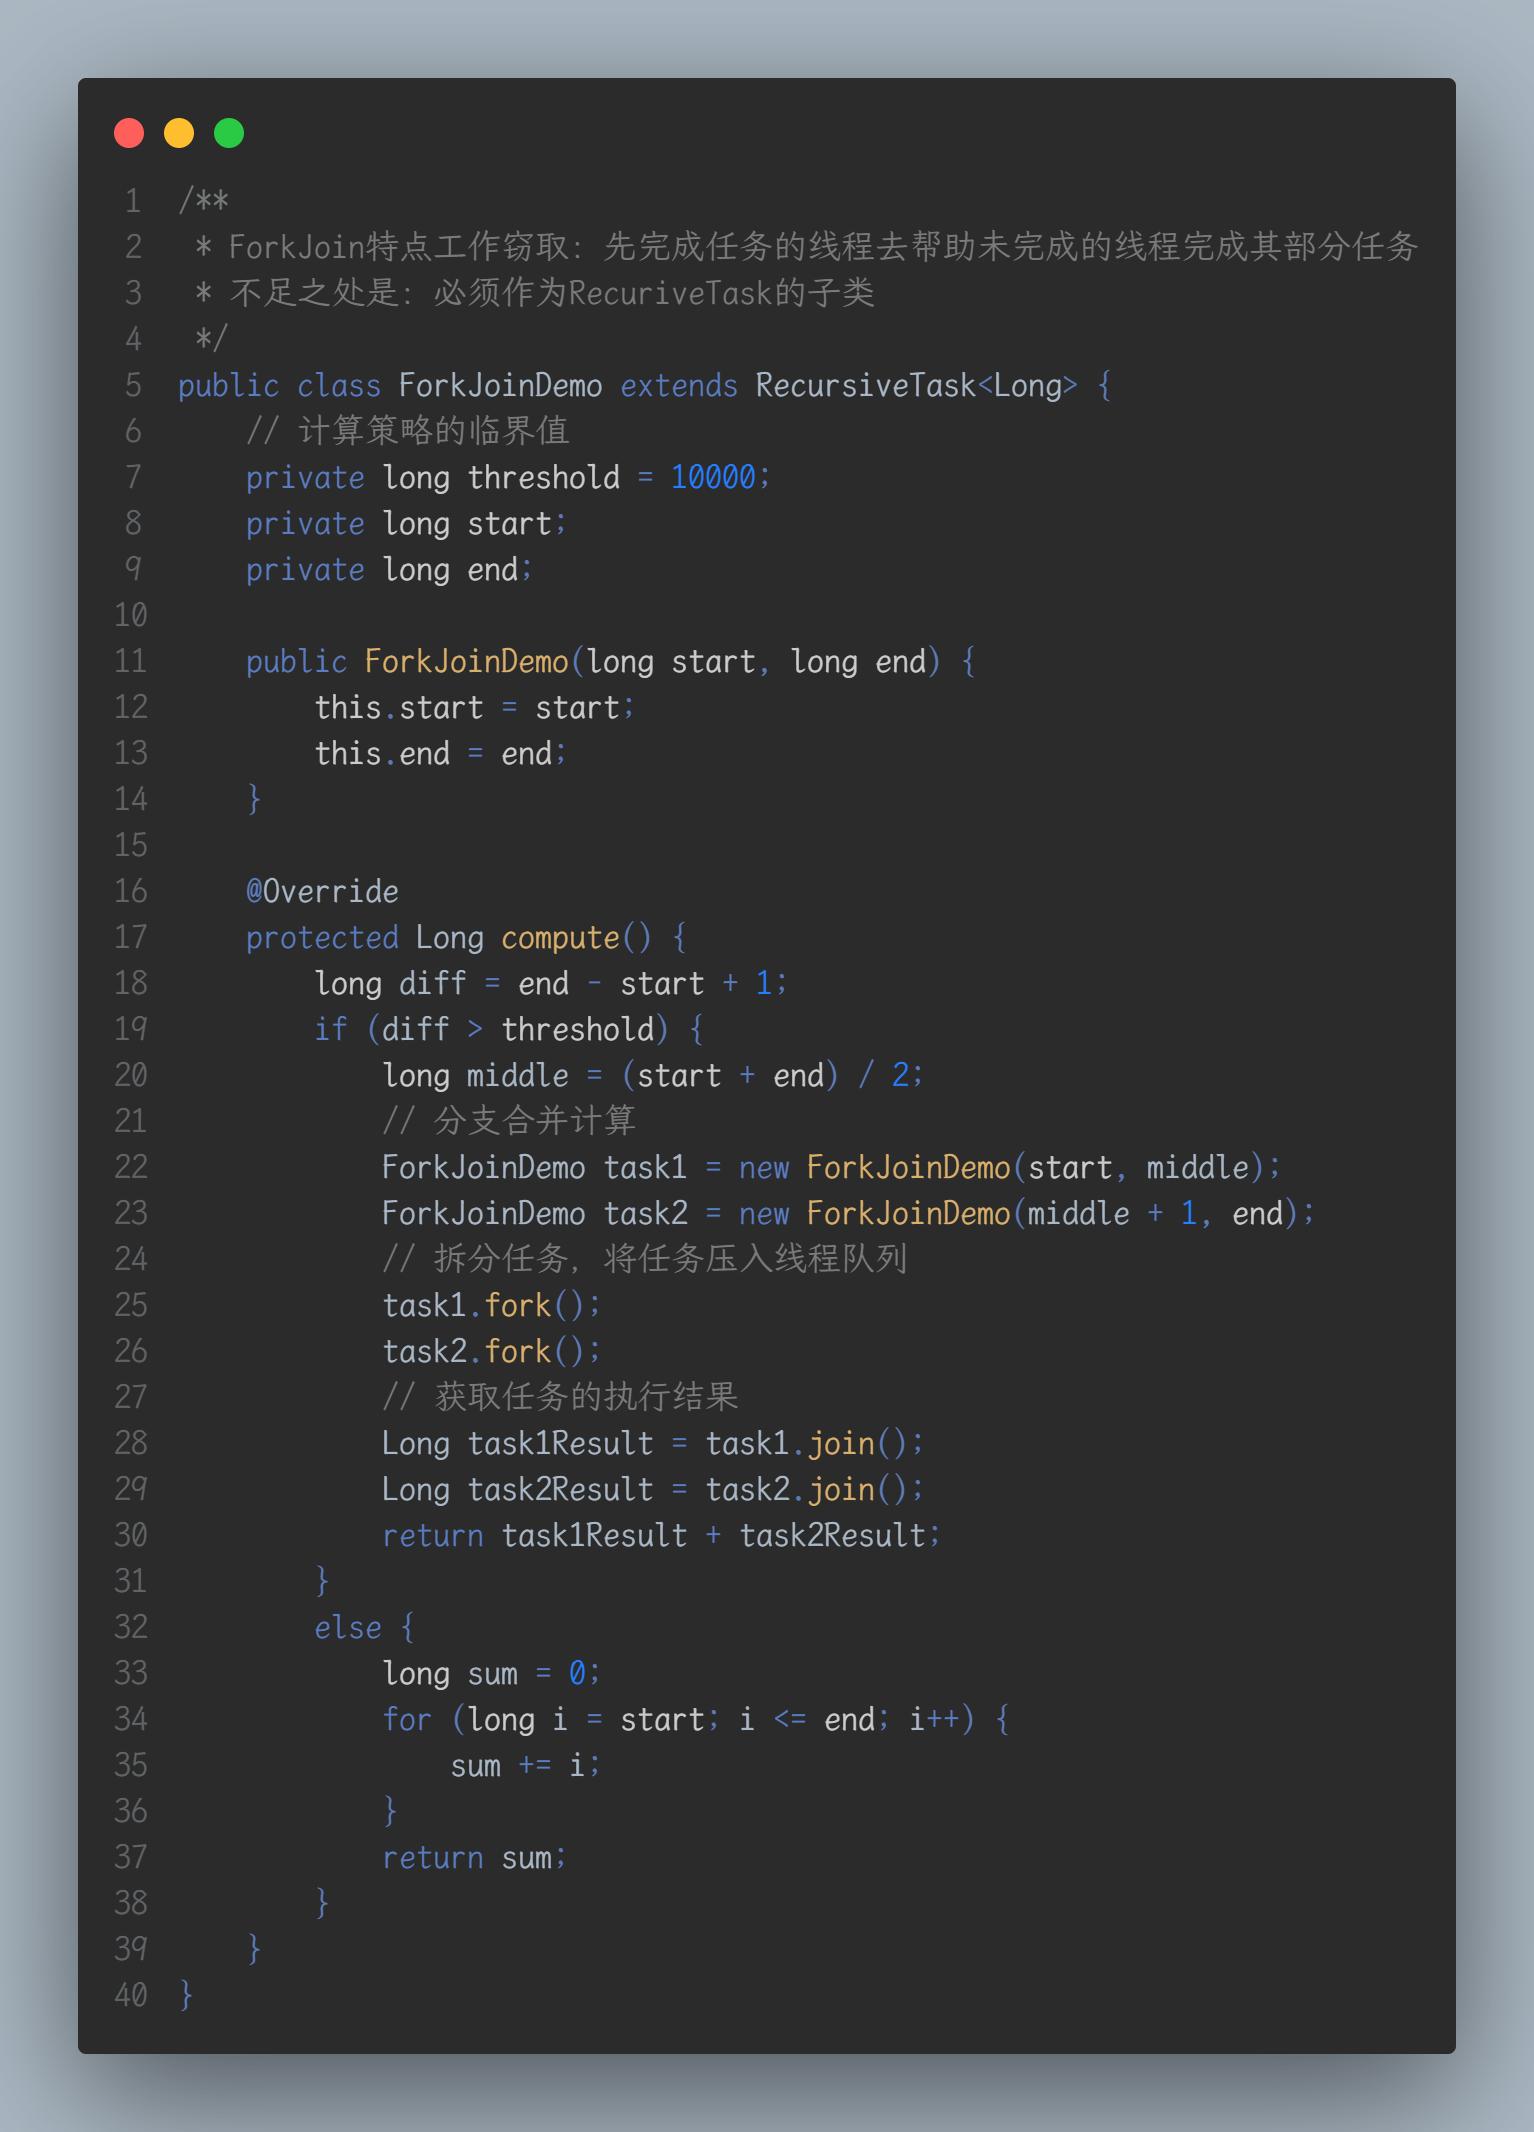 1 /**
2  * ForkJoin特点工作窃取：先完成任务的线程去帮助未完成的线程完成其部分任务
3  * 不足之处是：必须作为RecuriveTask的子类
4  */
5 public class ForkJoinDemo extends RecursiveTask<Long> {
6     // 计算策略的临界值
7     private long threshold = 10000;
8     private long start;
9     private long end;
10
11     public ForkJoinDemo(long start, long end) {
12         this.start = start;
13         this.end = end;
14     }
15
16     @Override
17     protected Long compute() {
18         long diff = end - start + 1;
19         if (diff > threshold) {
20             long middle = (start + end) / 2;
21             // 分支合并计算
22             ForkJoinDemo task1 = new ForkJoinDemo(start, middle);
23             ForkJoinDemo task2 = new ForkJoinDemo(middle + 1, end);
24             // 拆分任务，将任务压入线程队列
25             task1.fork();
26             task2.fork();
27             // 获取任务的执行结果
28             Long task1Result = task1.join();
29             Long task2Result = task2.join();
30             return task1Result + task2Result;
31         }
32         else {
33             long sum = 0;
34             for (long i = start; i <= end; i++) {
35                 sum += i;
36             }
37             return sum;
38         }
39     }
40 }